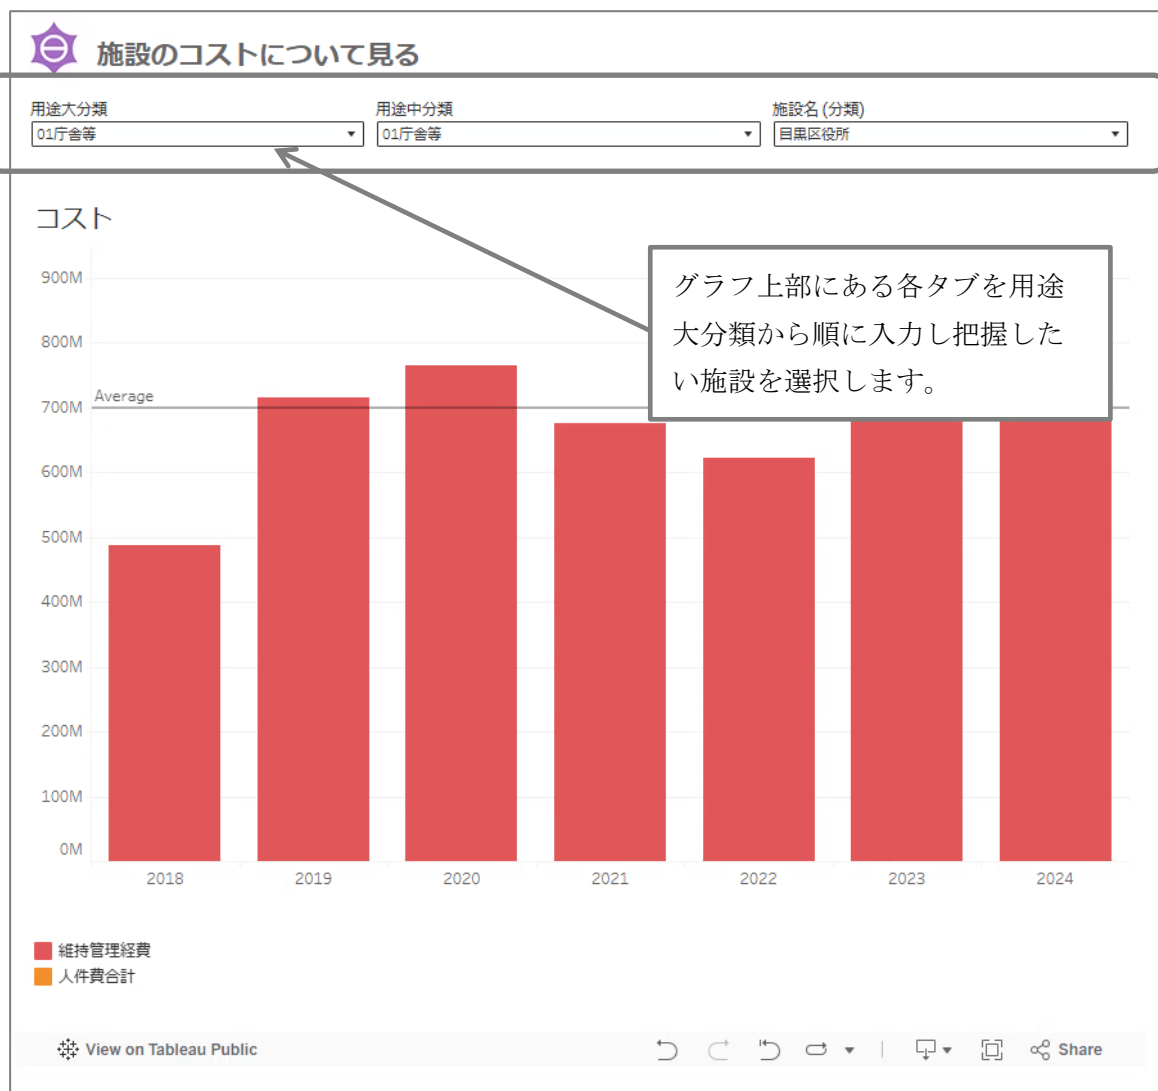 施設のコストについて見る
用途大分類
用途中分類
施設名 (分類)
01庁舎等
01庁舎等
目黒区役所
コスト
グラフ上部にある各タブを用途
大分類から順に入力し把握した
い施設を選択します。
900M
800M
Average
700M
600M
500M
400M
300M
200M
100M
0M
2018
2019
2020
2021
2022
2023
2024
維持管理経費
人件費合計
View on Tableau Public
Share